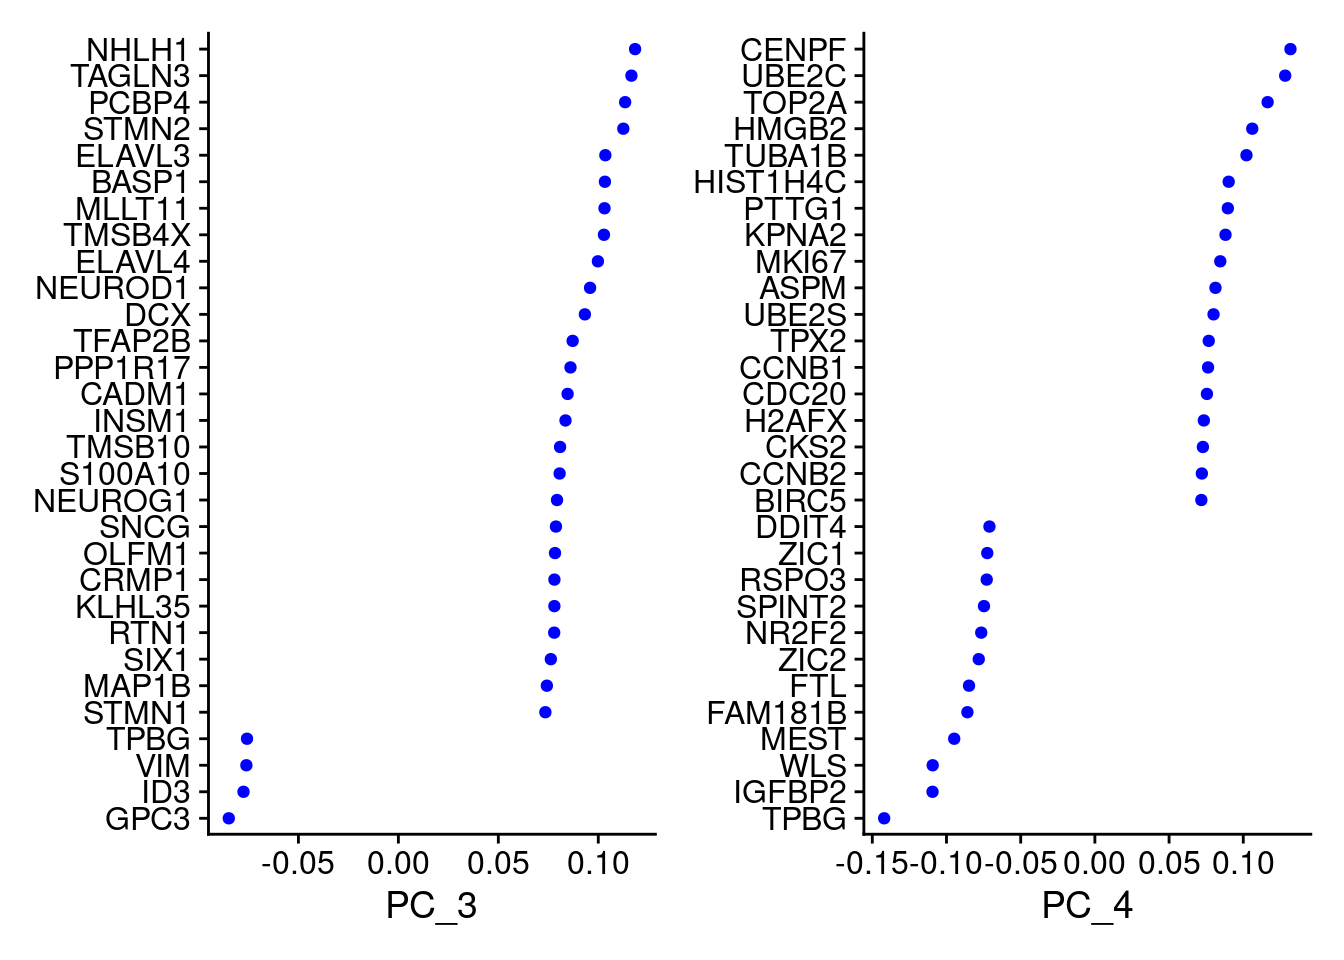 NHLH1
TAGLN3
PCBP4
STMN2
ELAVL3
BASP1
MLLT11
TMSB4X
ELAVL4
NEUROD1
DCX
TFAP2B
PPP1R17
CADM1
INSM1
TMSB10
S100A10
NEUROG1
SNCG
OLFM1
CRMP1
KLHL35
RTN1
SIX1
MAP1B
STMN1
TPBG
VIM
ID3
GPC3
-0.05 0.00 0.05 0.10
PC_3
CENPF
UBE2C
TOP2A
HMGB2
TUBA1B
HIST1H4C
PTTG1
KPNA2
MKI67
ASPM
UBE2S
TPX2
CCNB1
CDC20
H2AFX
CKS2
CCNB2
BIRC5
DDIT4
ZIC1
RSPO3
SPINT2
NR2F2
ZIC2
FTL
FAM181B
MEST
WLS
IGFBP2
TPBG
-0.15 -0.10 -0.05 0.00 0.05 0.10
PC_4